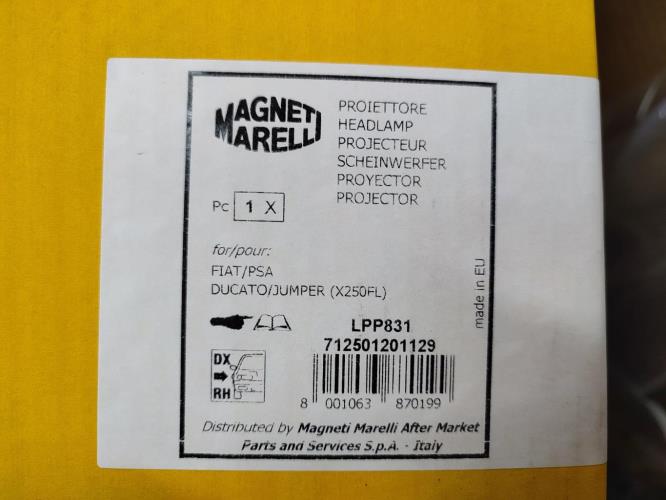 MAGNETI
MARELLI
PROIETTORE
HEADLAMP
PROJECTEUR
SCHEINWERFER
PROYECTOR
PROJECTOR
Pc 1 X
for/pour:
FIAT/PSA
DUCATO/JUMPER (X250FL)
made in EU
LPP831
712501201129
DX
RH
8 001063 870199
Distributed by Magneti Marelli After Market
Parts and Services S.p.A. - Italy